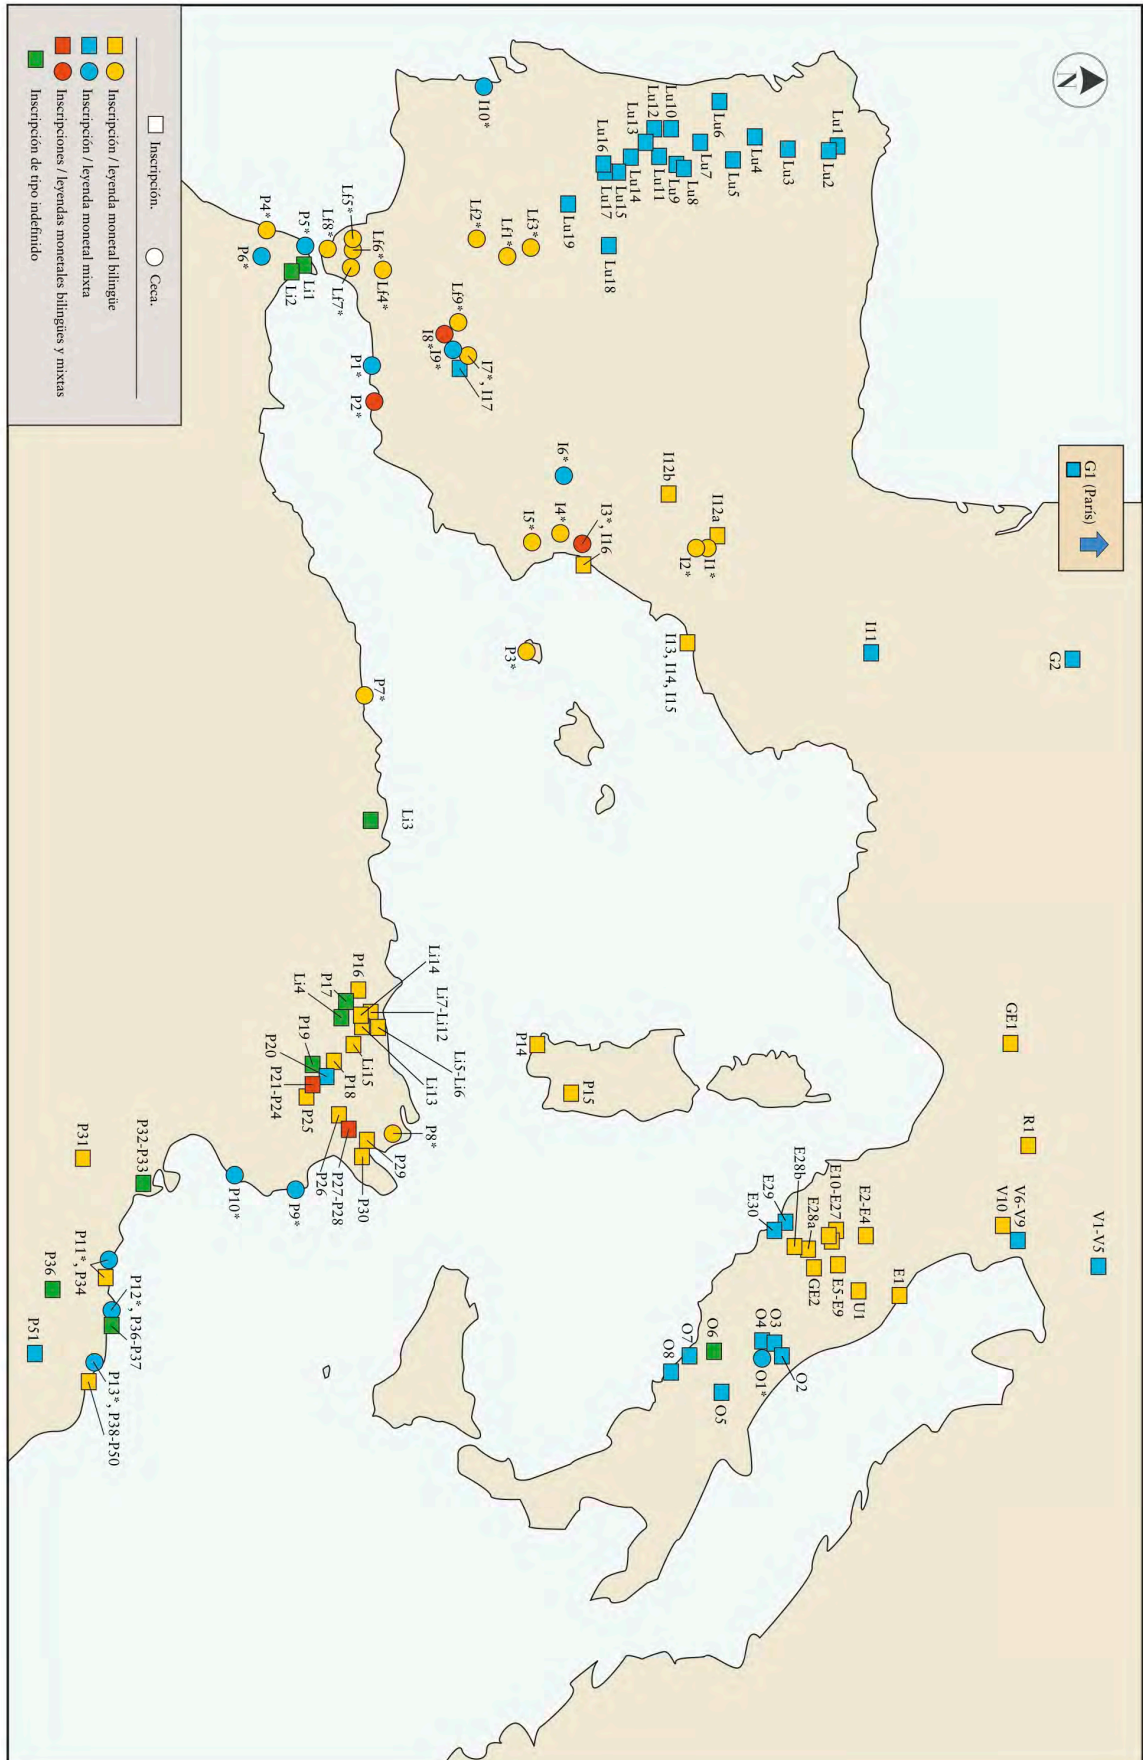 N
G1 (París)
G2
GE1
R1
V6-V9
V10
V1-V5
Lu1
Lu2
Lu3
Lu4
Lu5
Lu6
Lu7
Lu8
Lu9
Lu10
Lu11
Lu12
Lu13
Lu14
Lu15
Lu16
Lu17
Lu18
Lu19
I11
I12a
I12b
I1*
I2*
I13, I14, I15
I3*, I16
I4*
I5*
I6*
I10*
Lf1*
Lf2*
Lf3*
Lf4*
Lf5*
Lf6*
Lf7*
Lf8*
Lf9*
I8*
I9*
I7*, I17
P1*
P2*
P3*
P4*
P5*
P6*
Li1
Li2
P7*
Li3
E2-E4
E10-E27
E28a
E28b
E29
E30
E5-E9
GE2
U1
E1
O1*
O2
O3
O4
O5
O6
O7
O8
P14
P15
P16
P17
Li4
Li14
Li7-Li12
Li5-Li6
Li13
Li15
P18
P19
P20
P21-P24
P25
P26
P27-P28
P8*
P29
P30
P9*
P10*
P31
P32-P33
P11*, P34
P36
P12*, P36-P37
P51
P13*, P38-P50
Inscripción.
Ceca.
Inscripción / leyenda monetal bilingüe
Inscripción / leyenda monetal mixta
Inscripciones / leyendas monetales bilingües y mixtas
Inscripción de tipo indefinido